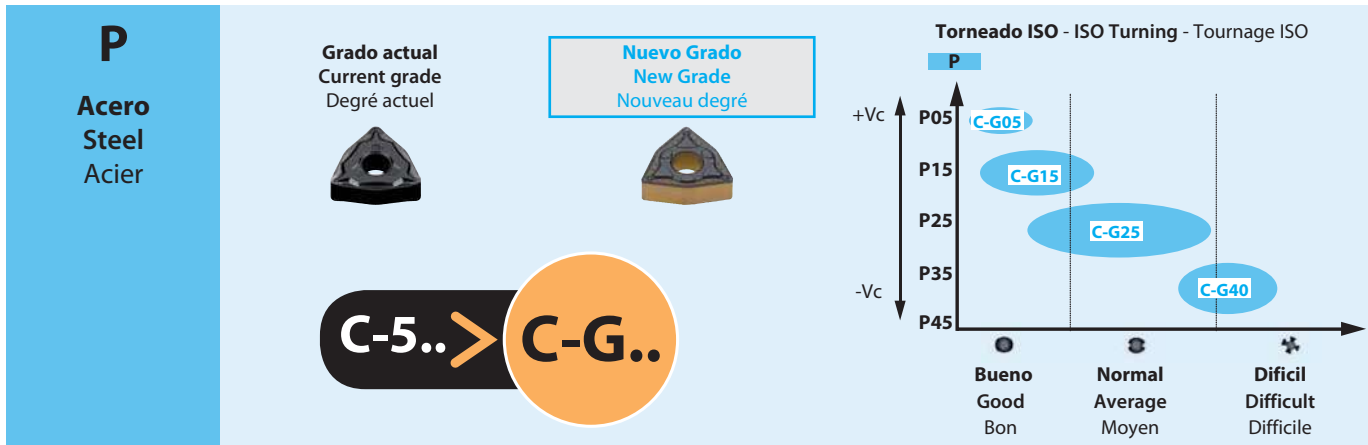 P
Acero
Steel
Acier
Grado actual
Current grade
Degré actuel
Nuevo Grado
New Grade
Nouveau degré
C-5.. > C-G..
Torneado ISO - ISO Turning - Tournage ISO
P
+Vc
-Vc
P05
P15
P25
P35
P45
C-G05
C-G15
C-G25
C-G40
Bueno
Good
Bon
Normal
Average
Moyen
Dificil
Difficult
Difficile